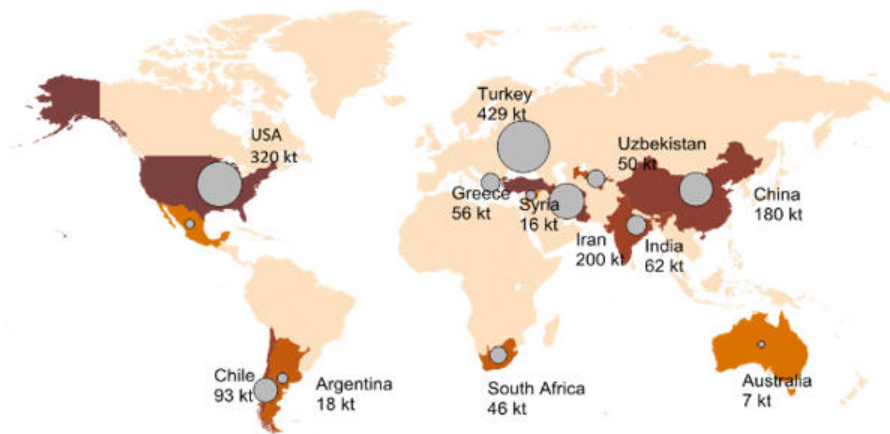 Turkey
429 kt
USA
320 kt
Uzbekistan
50 kt
Greece
56 kt
Syria
16 kt
China
180 kt
Iran
200 kt
India
62 kt
Chile
93 kt
Argentina
18 kt
South Africa
46 kt
Australia
7 kt